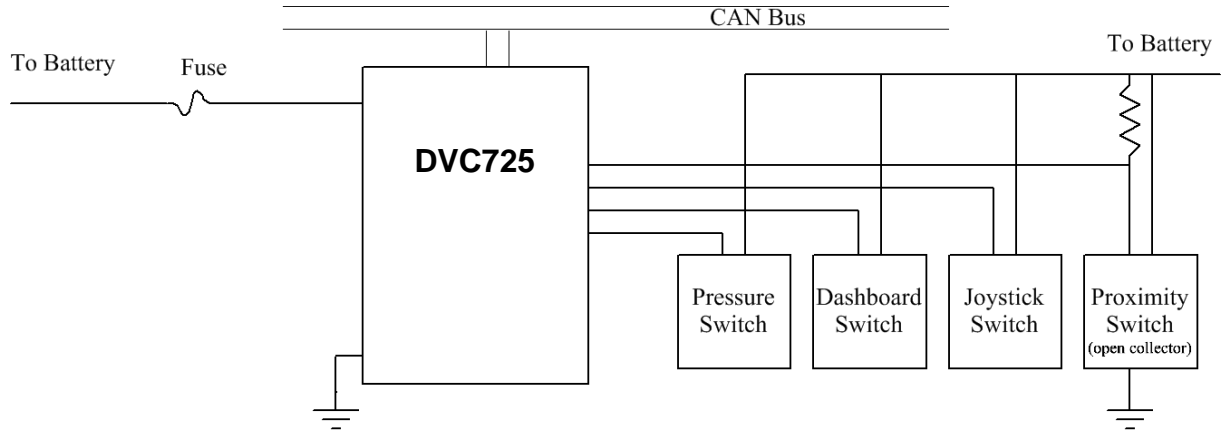 CAN Bus
To Battery
Fuse
To Battery
DVC725
Pressure
Switch
Dashboard
Switch
Joystick
Switch
Proximity
Switch
(open collector)